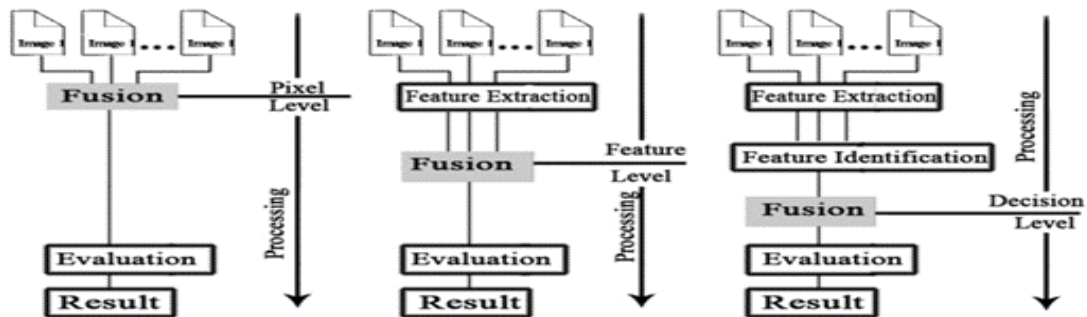 Image 1 Image 1 ... Image 1
Fusion
Pixel
Level
Processing
Evaluation
Result
Image 1 Image 1 ... Image 1
Feature Extraction
Fusion
Feature
Level
Processing
Evaluation
Result
Image 1 Image 1 ... Image 1
Feature Extraction
Processing
Feature Identification
Fusion
Decision
Level
Evaluation
Result